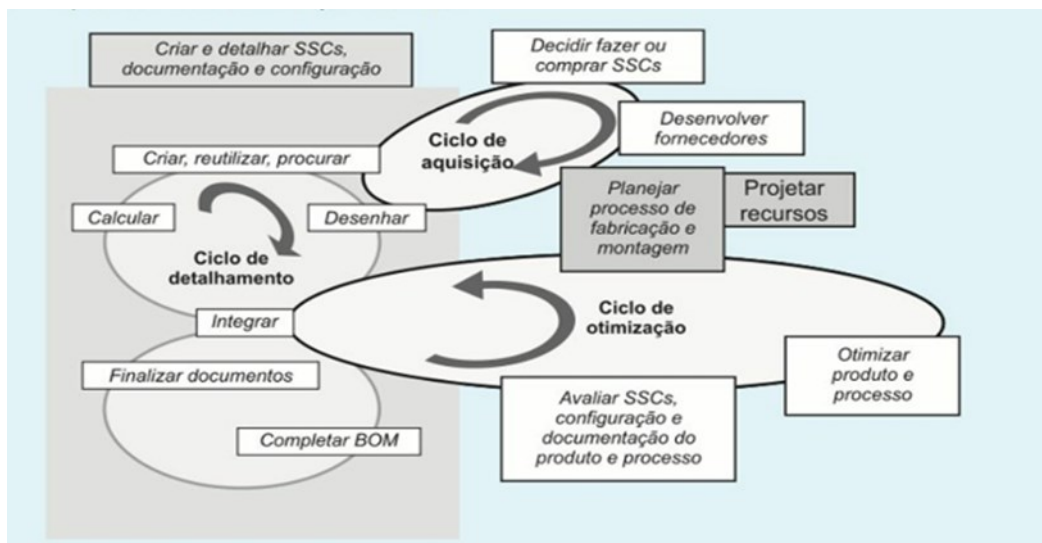 Criar e detalhar SSCs,
documentação e configuração
Decidir fazer ou
comprar SSCs
Desenvolver
fornecedores
Ciclo de
aquisição
Criar, reutilizar, procurar
Planejar
processo de
fabricação e
montagem
Projetar
recursos
Calcular
Desenhar
Ciclo de
detalhamento
Ciclo de
otimização
Integrar
Otimizar
produto e
processo
Finalizar documentos
Avaliar SSCs,
configuração e
documentação do
produto e processo
Completar BOM